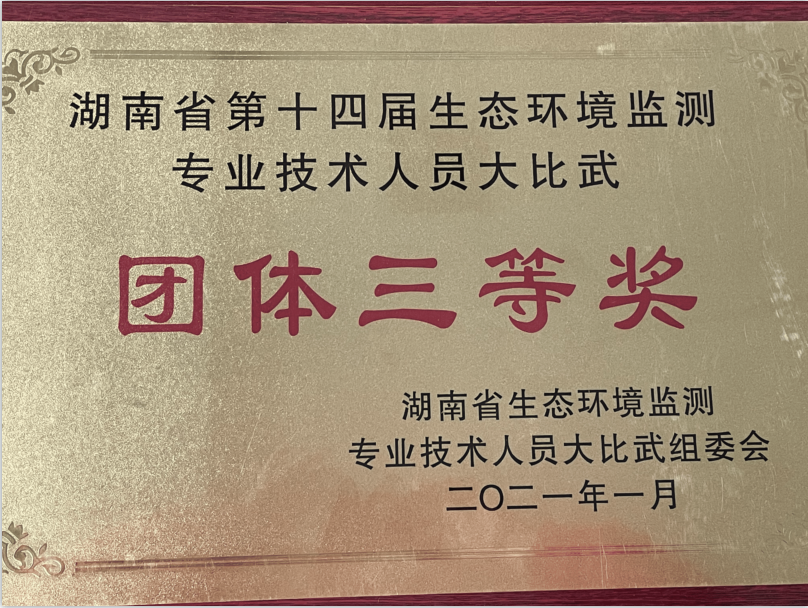 湖南省第十四届生态环境监测
专业技术人员大比武
团体三等奖
湖南省生态环境监测
专业技术人员大比武组委会
二〇二一年一月